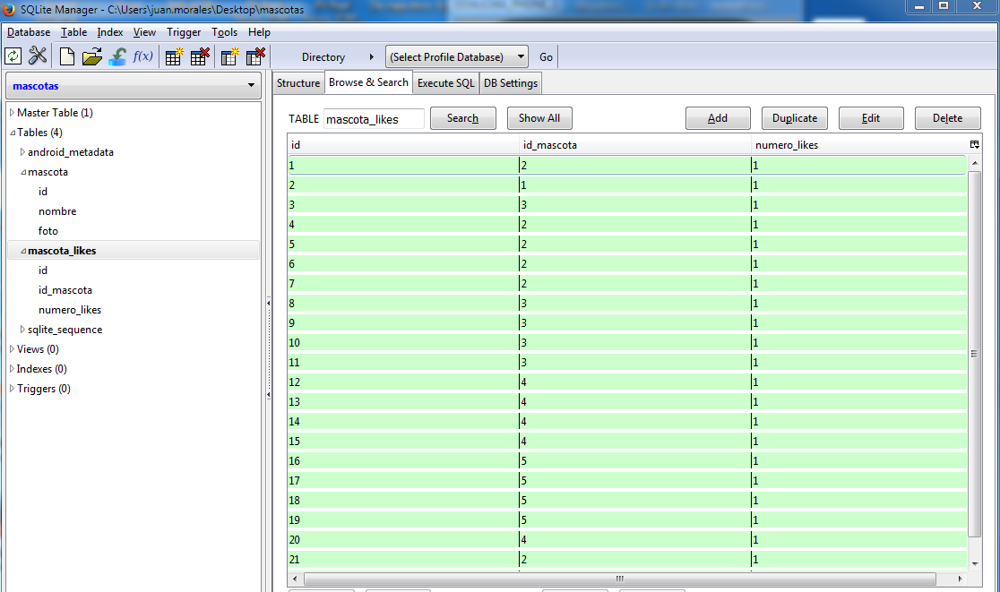 SQLite Manager - C:\Users\juan.morales\Desktop\mascotas
Database Table Index View Trigger Tools Help
f(x) Directory (Select Profile Database) Go
mascotas
Master Table (1)
Tables (4)
android_metadata
mascota
id
nombre
foto
mascota_likes
id
id_mascota
numero_likes
sqlite_sequence
Views (0)
Indexes (0)
Triggers (0)
Structure Browse & Search Execute SQL DB Settings
TABLE mascota_likes Search Show All Add Duplicate Edit Delete
id id_mascota numero_likes
1 2 1
2 1 1
3 3 1
4 2 1
5 2 1
6 2 1
7 2 1
8 3 1
9 3 1
10 3 1
11 3 1
12 4 1
13 4 1
14 4 1
15 4 1
16 5 1
17 5 1
18 5 1
19 5 1
20 4 1
21 2 1